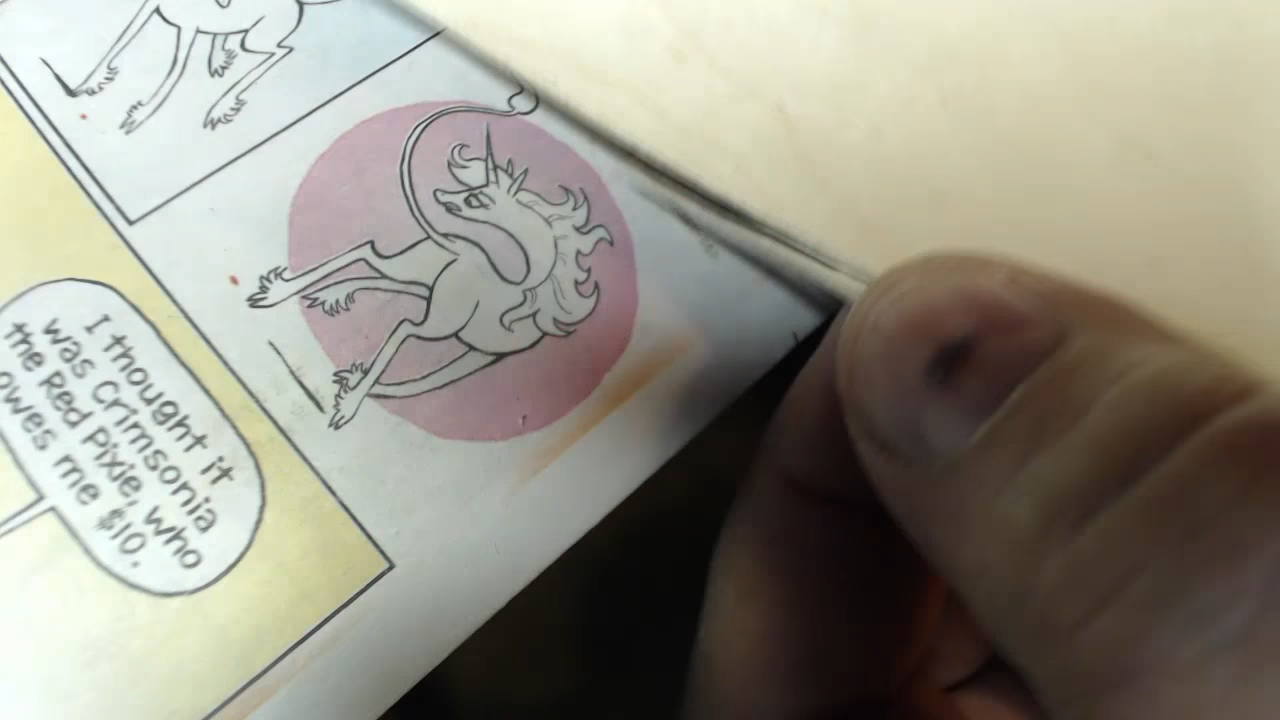 I thought it
was Crimsonia
the Red Pixie, who
owes me $10.